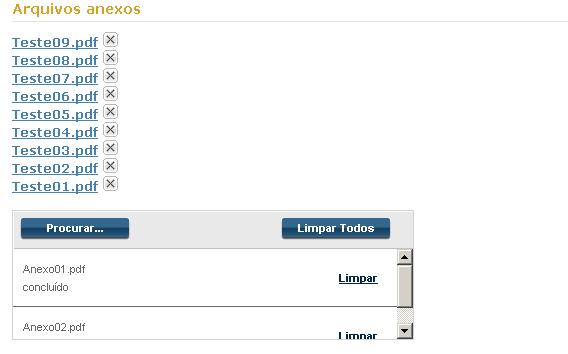 Arquivos anexos
Teste09.pdf
Teste08.pdf
Teste07.pdf
Teste06.pdf
Teste05.pdf
Teste04.pdf
Teste03.pdf
Teste02.pdf
Teste01.pdf
Procurar... Limpar Todos
Anexo01.pdf
concluído
Limpar
Anexo02.pdf
Limpar